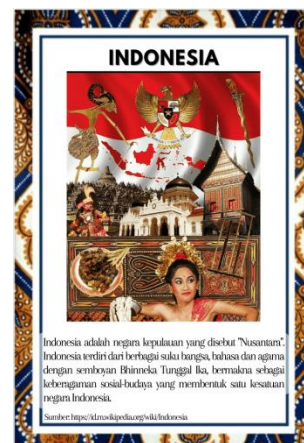 INDONESIA
Indonesia adalah negara kepulauan yang disebut "Nusantara".
Indonesia terdiri dari berbagai suku bangsa, bahasa dan agama
dengan semboyan Bhinneka Tunggal Ika, bermakna sebagai
keberagaman sosial-budaya yang membentuk satu kesatuan
negara Indonesia.
Sumber: https://id.m.wikipedia.org/wiki/Indonesia